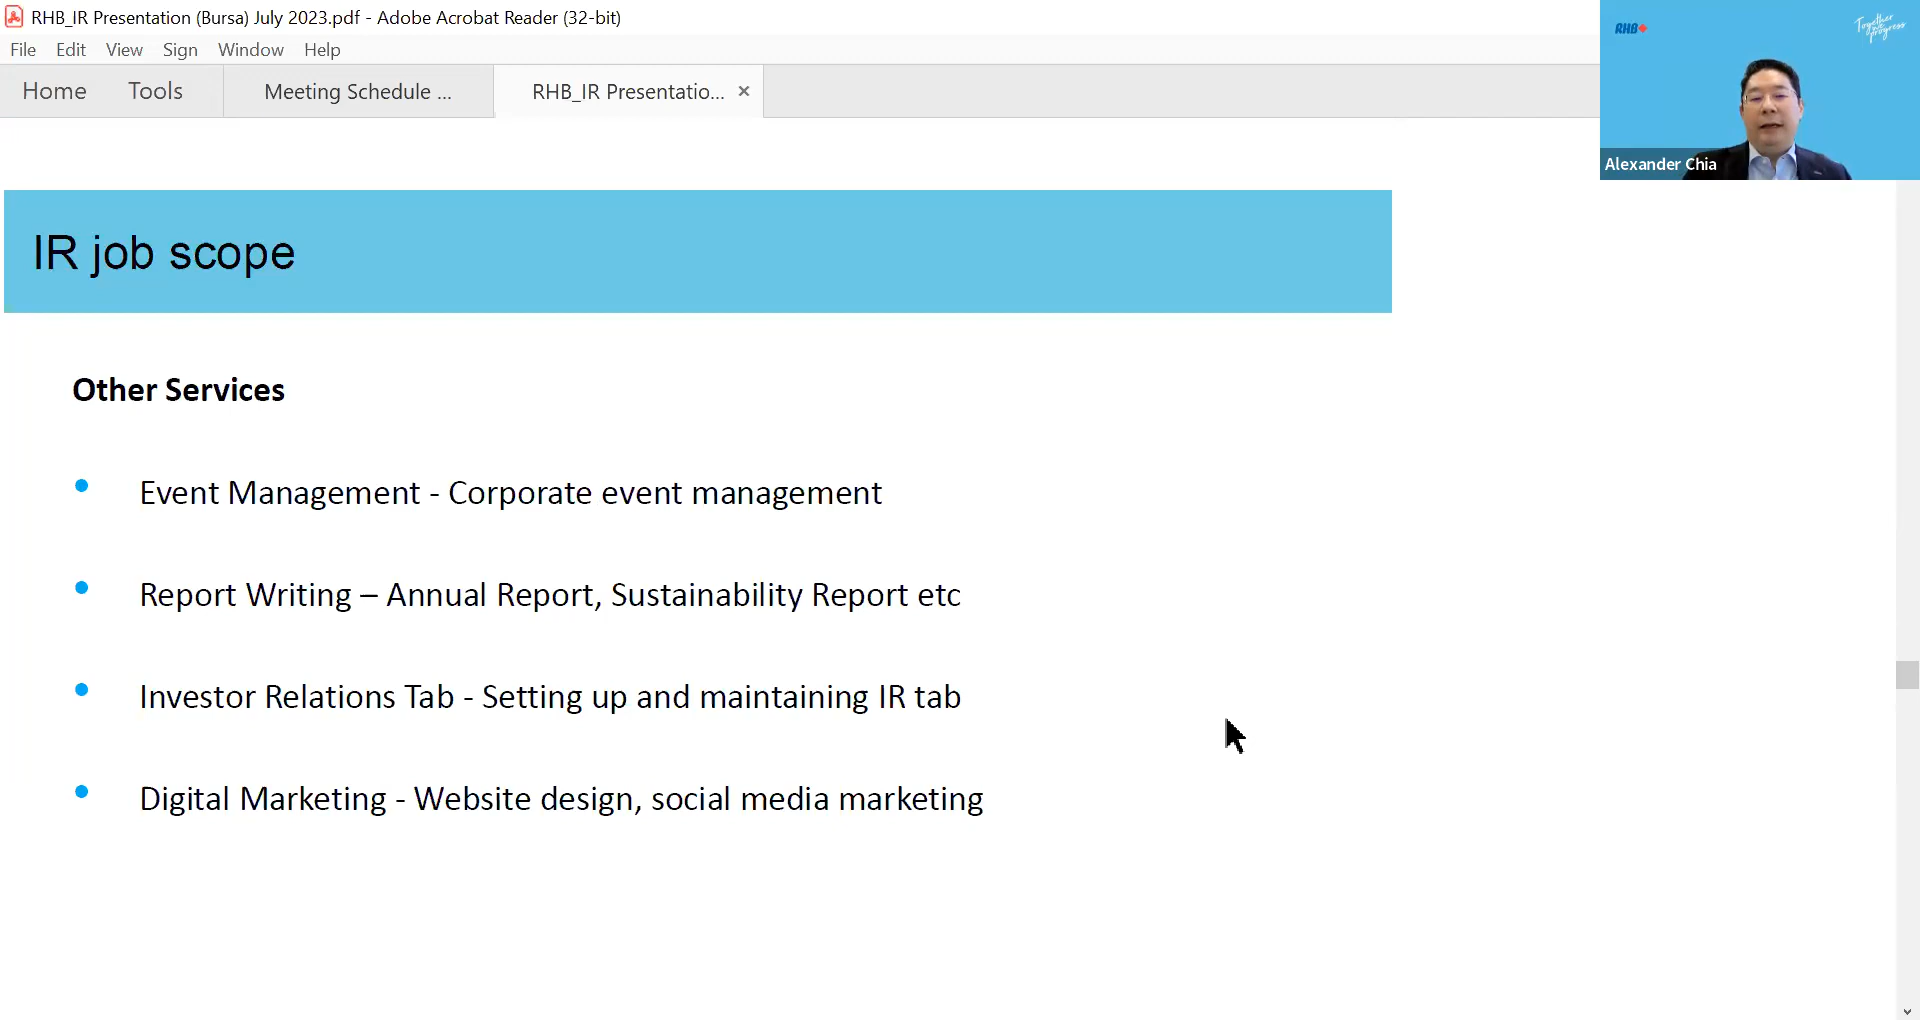 RHB_IR Presentation (Bursa) July 2023.pdf - Adobe Acrobat Reader (32-bit)
File Edit View Sign Window Help
Home Tools Meeting Schedule ... RHB_IR Presentatio... ×
RHB
Together we progress
Alexander Chia
IR job scope
Other Services
• Event Management - Corporate event management
• Report Writing – Annual Report, Sustainability Report etc
• Investor Relations Tab - Setting up and maintaining IR tab
• Digital Marketing - Website design, social media marketing